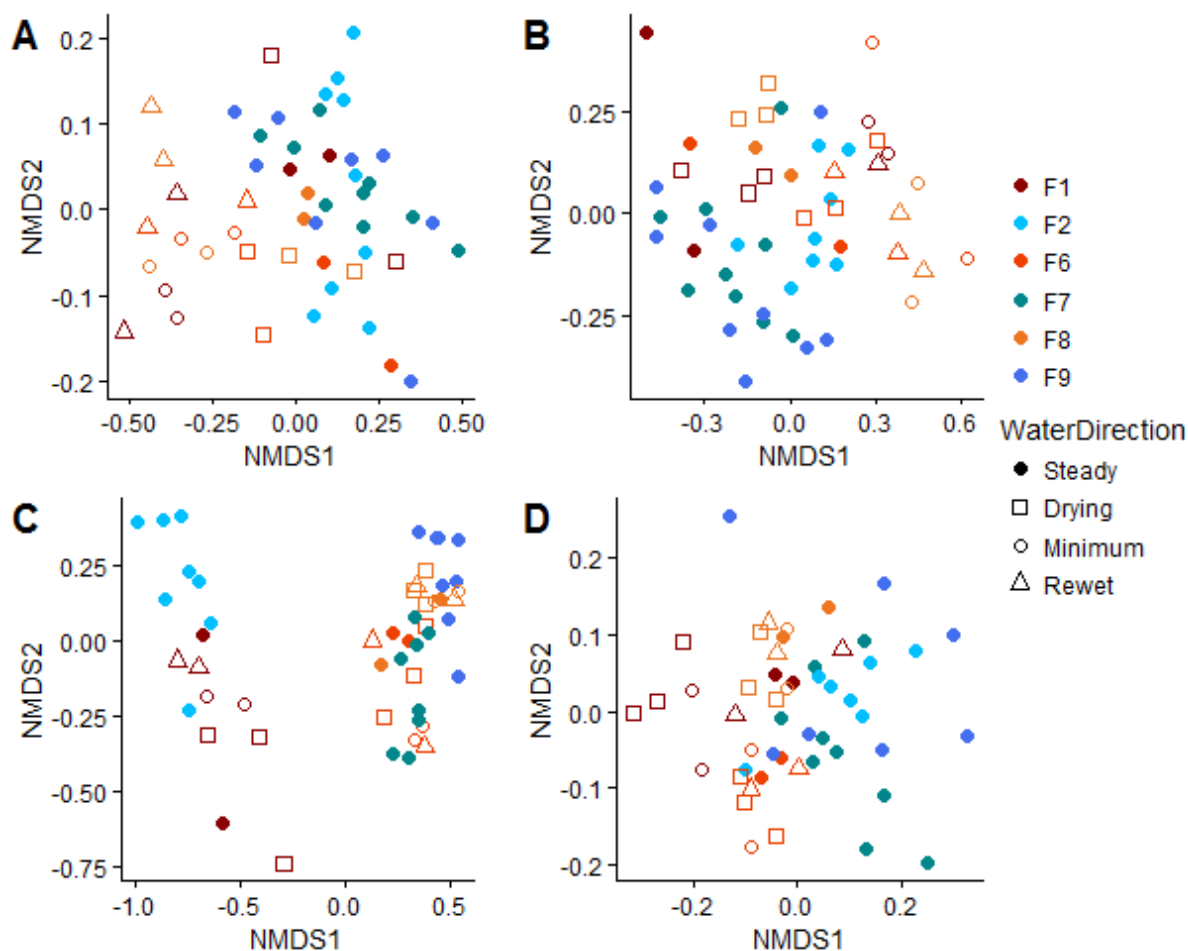 A
0.2
0.1
0.0
-0.1
-0.2
NMDS2
-0.50
-0.25
0.00
0.25
0.50
NMDS1
B
0.25
0.00
-0.25
NMDS2
-0.3
0.0
0.3
0.6
NMDS1
F1
F2
F6
F7
F8
F9
WaterDirection
Steady
Drying
Minimum
Rewet
C
0.25
0.00
-0.25
-0.50
-0.75
NMDS2
-1.0
-0.5
0.0
0.5
NMDS1
D
0.2
0.1
0.0
-0.1
-0.2
NMDS2
-0.2
0.0
0.2
NMDS1